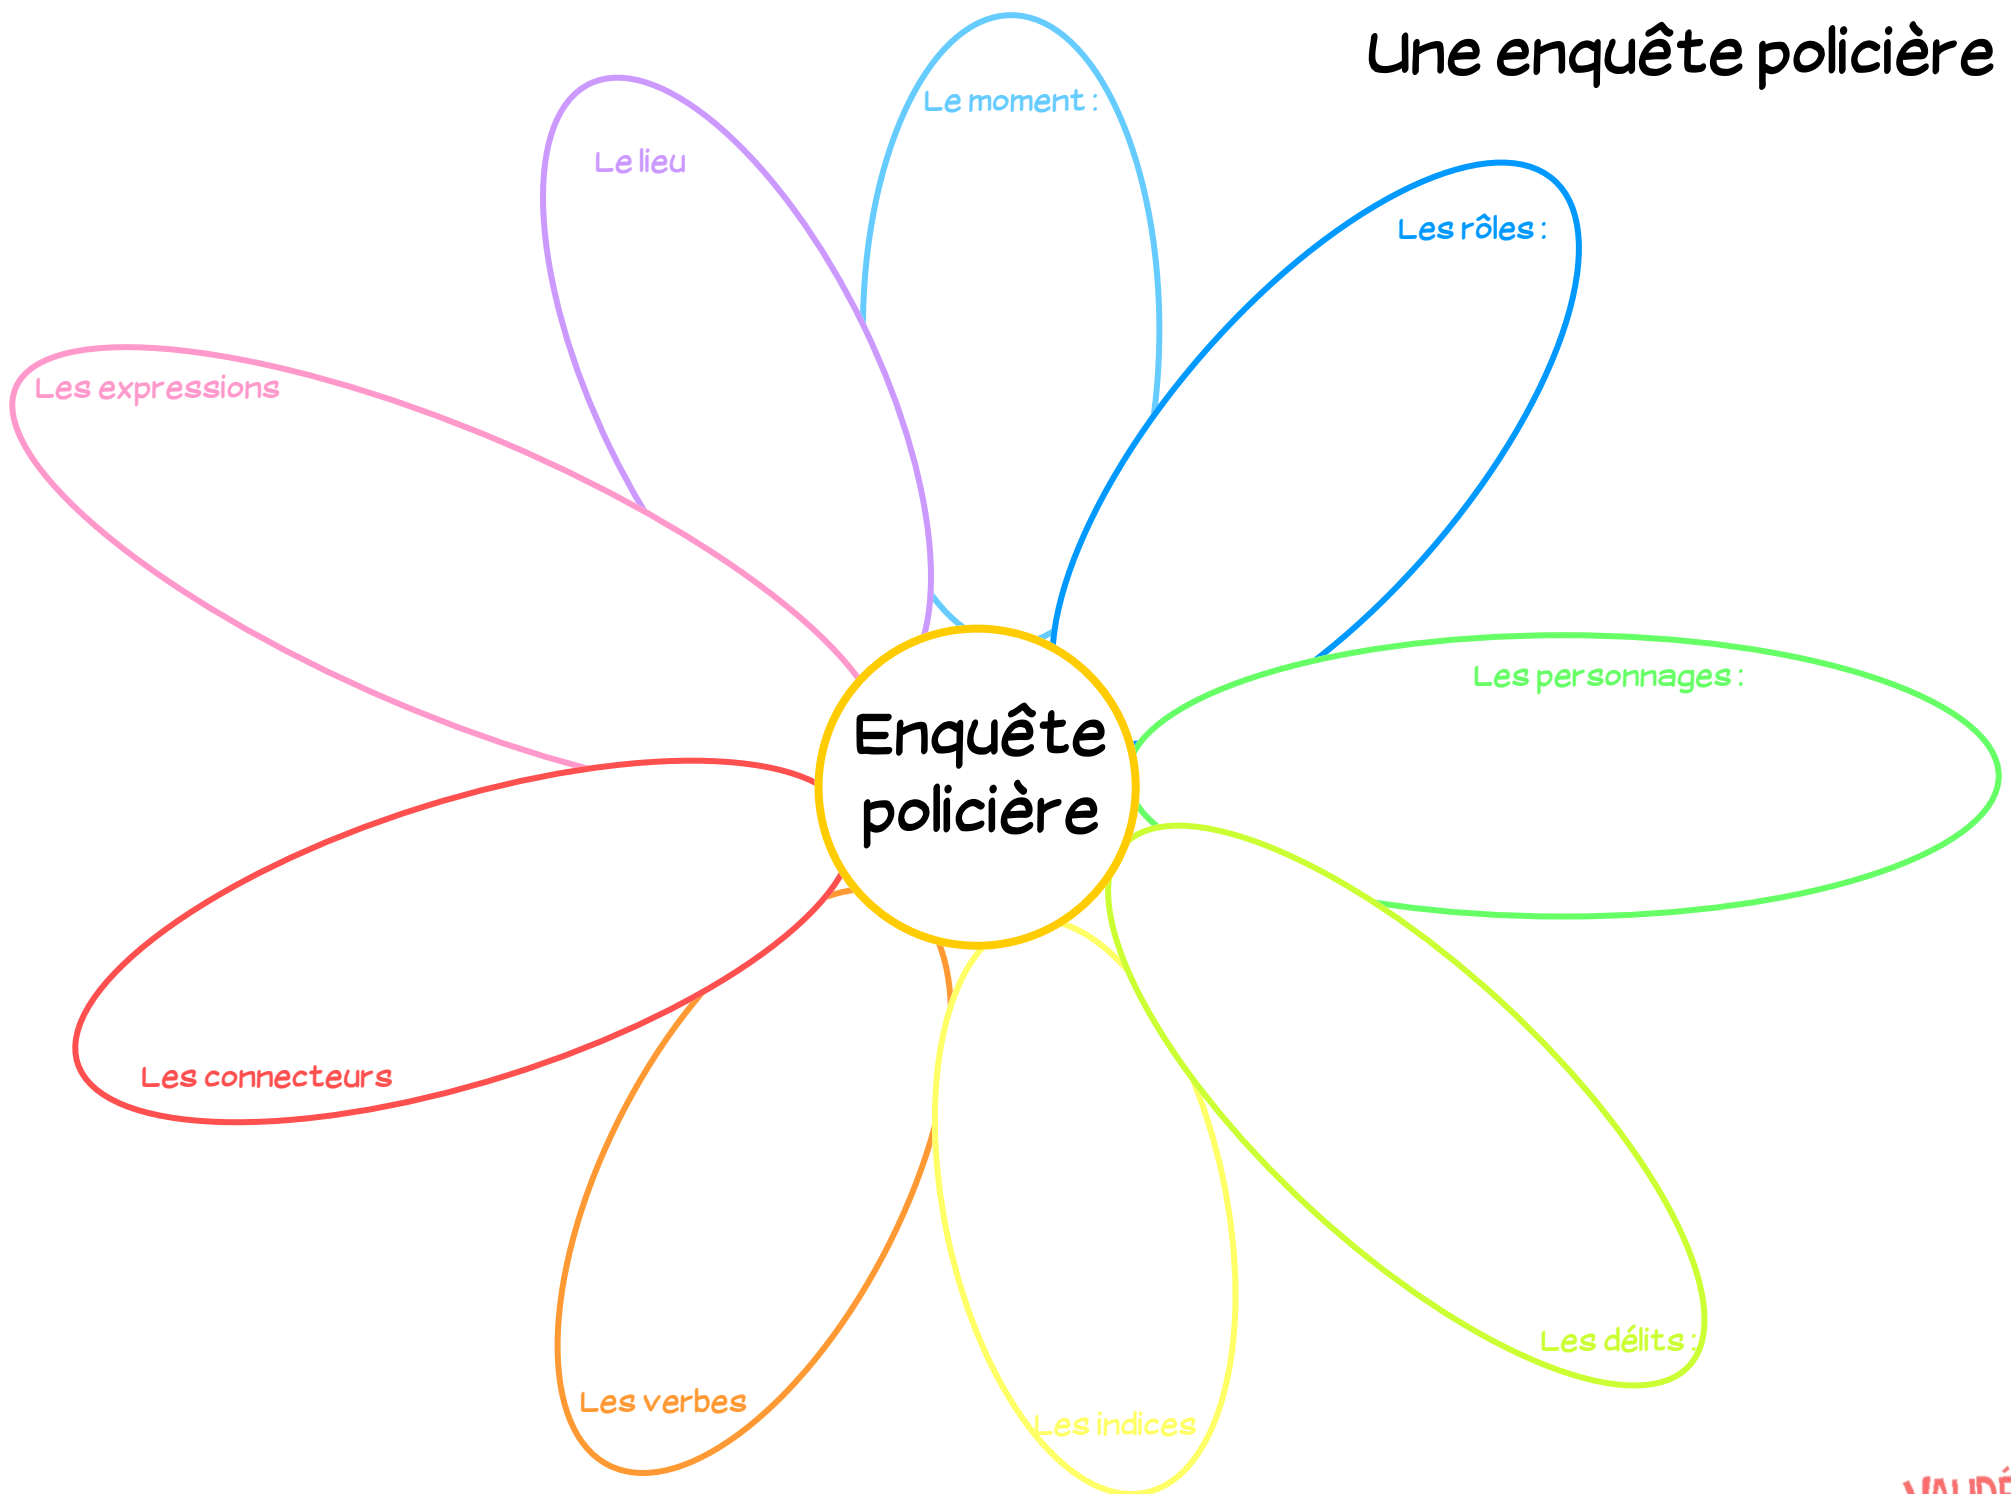 Une enquête policière
Le moment :
Le lieu
Les rôles :
Les expressions
Les personnages :
Enquête
policière
Les connecteurs
Les délits :
Les verbes
Les indices